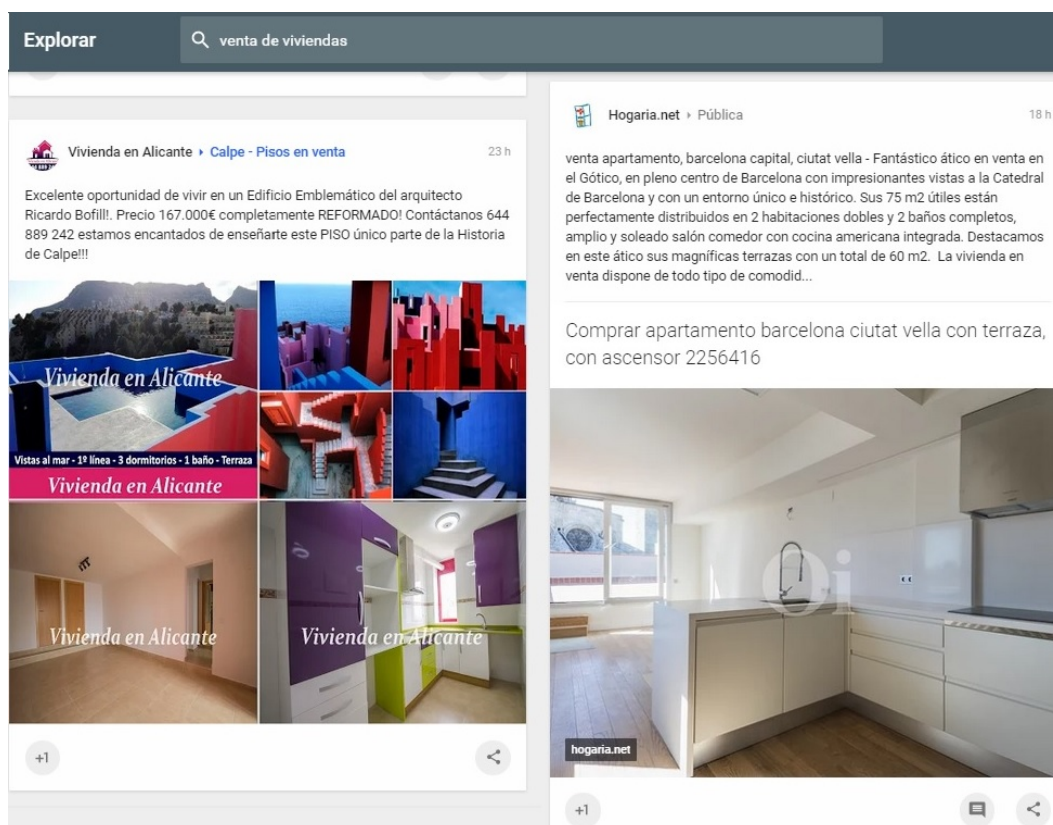 Explorar
venta de viviendas
Vivienda en Alicante ▸ Calpe - Pisos en venta
23 h
Excelente oportunidad de vivir en un Edificio Emblemático del arquitecto
Ricardo Bofill!. Precio 167.000€ completamente REFORMADO! Contáctanos 644
889 242 estamos encantados de enseñarte este PISO único parte de la Historia
de Calpe!!!
Vivienda en Alicante
Vistas al mar - 1º línea - 3 dormitorios - 1 baño - Terraza
Vivienda en Alicante
Vivienda en Alicante
Vivienda en Alicante
+1
Hogaria.net ▸ Pública
18 h
venta apartamento, barcelona capital, ciutat vella - Fantástico ático en venta en
el Gótico, en pleno centro de Barcelona con impresionantes vistas a la Catedral
de Barcelona y con un entorno único e histórico. Sus 75 m2 útiles están
perfectamente distribuidos en 2 habitaciones dobles y 2 baños completos,
amplio y soleado salón comedor con cocina americana integrada. Destacamos
en este ático sus magníficas terrazas con un total de 60 m2. La vivienda en
venta dispone de todo tipo de comodid...
Comprar apartamento barcelona ciutat vella con terraza,
con ascensor 2256416
Oi
hogaria.net
+1